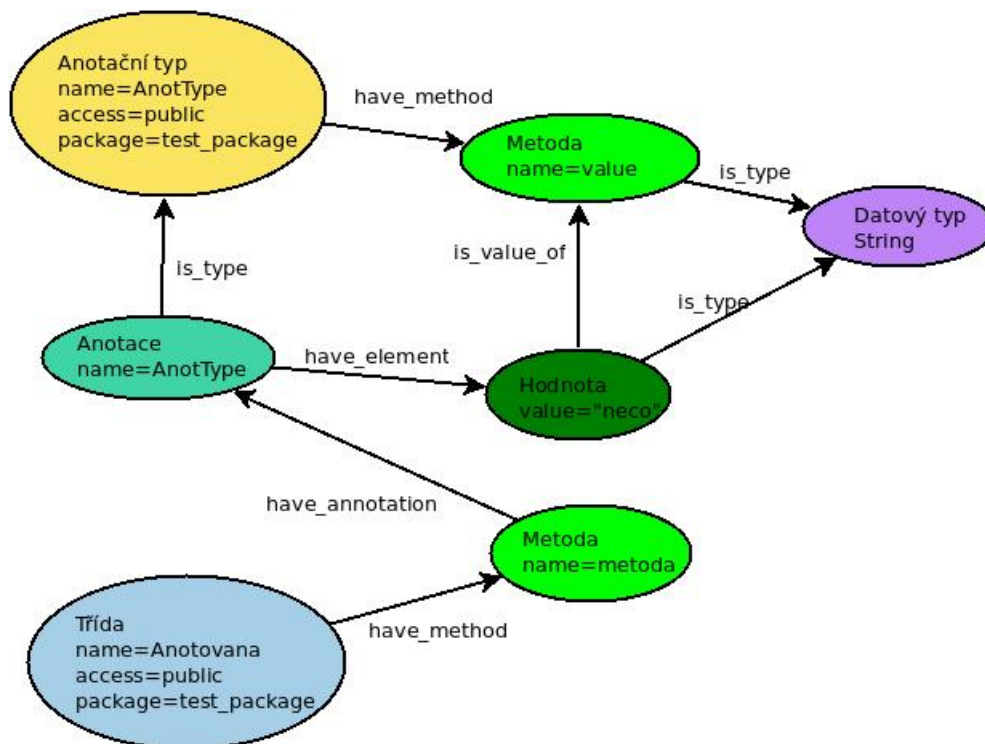 Anotační typ
name=AnotType
access=public
package=test_package
have_method
Metoda
name=value
is_type
Datový typ
String
is_value_of
is_type
is_type
Anotace
name=AnotType
have_element
Hodnota
value="neco"
have_annotation
Metoda
name=metoda
have_method
Třída
name=Anotovana
access=public
package=test_package